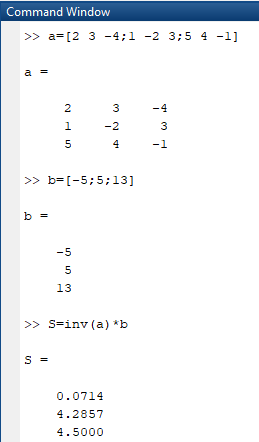 Command Window
>> a=[2 3 -4;1 -2 3;5 4 -1]
a =
2 3 -4
1 -2 3
5 4 -1
>> b=[-5;5;13]
b =
-5
5
13
>> S=inv(a)*b
S =
0.0714
4.2857
4.5000